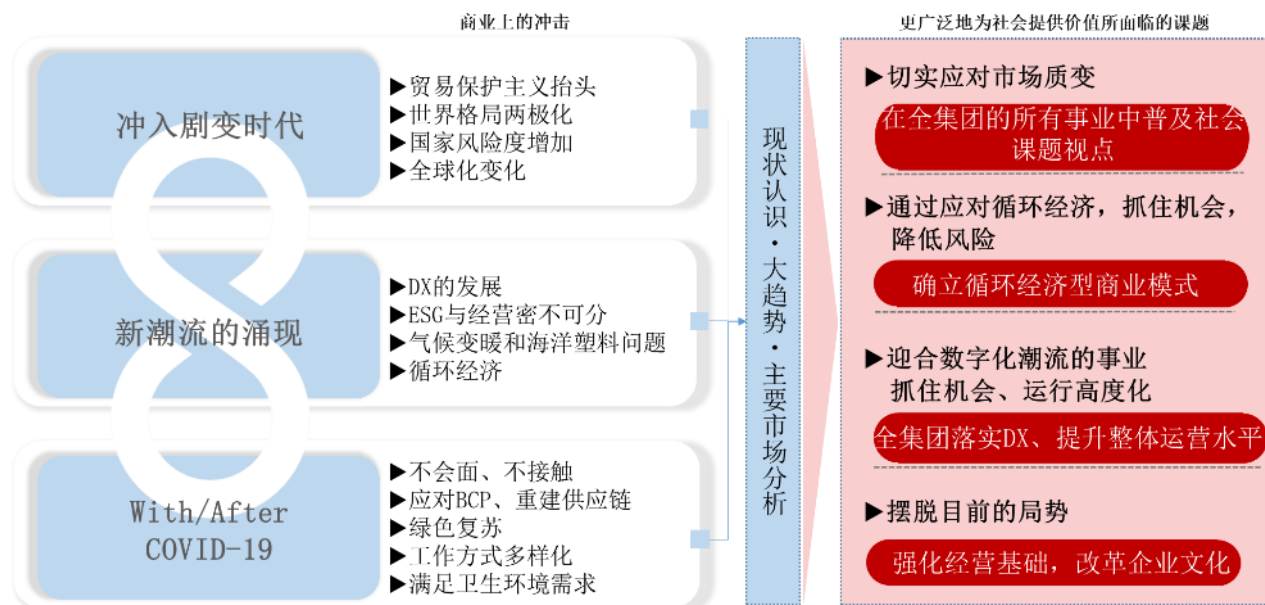 商业上的冲击
更广泛地为社会提供价值所面临的课题
冲入剧变时代
▶贸易保护主义抬头
▶世界格局两极化
▶国家风险度增加
▶全球化变化
新潮流的涌现
▶DX的发展
▶ESG与经营密不可分
▶气候变暖和海洋塑料问题
▶循环经济
With/After
COVID-19
▶不会面、不接触
▶应对BCP、重建供应链
▶绿色复苏
▶工作方式多样化
▶满足卫生环境需求
现状认识·大趋势·主要市场分析
▶切实应对市场质变
在全集团的所有事业中普及社会
课题视点
▶通过应对循环经济，抓住机会，
降低风险
确立循环经济型商业模式
▶迎合数字化潮流的事业
抓住机会、运行高度化
全集团落实DX、提升整体运营水平
▶摆脱目前的局势
强化经营基础，改革企业文化